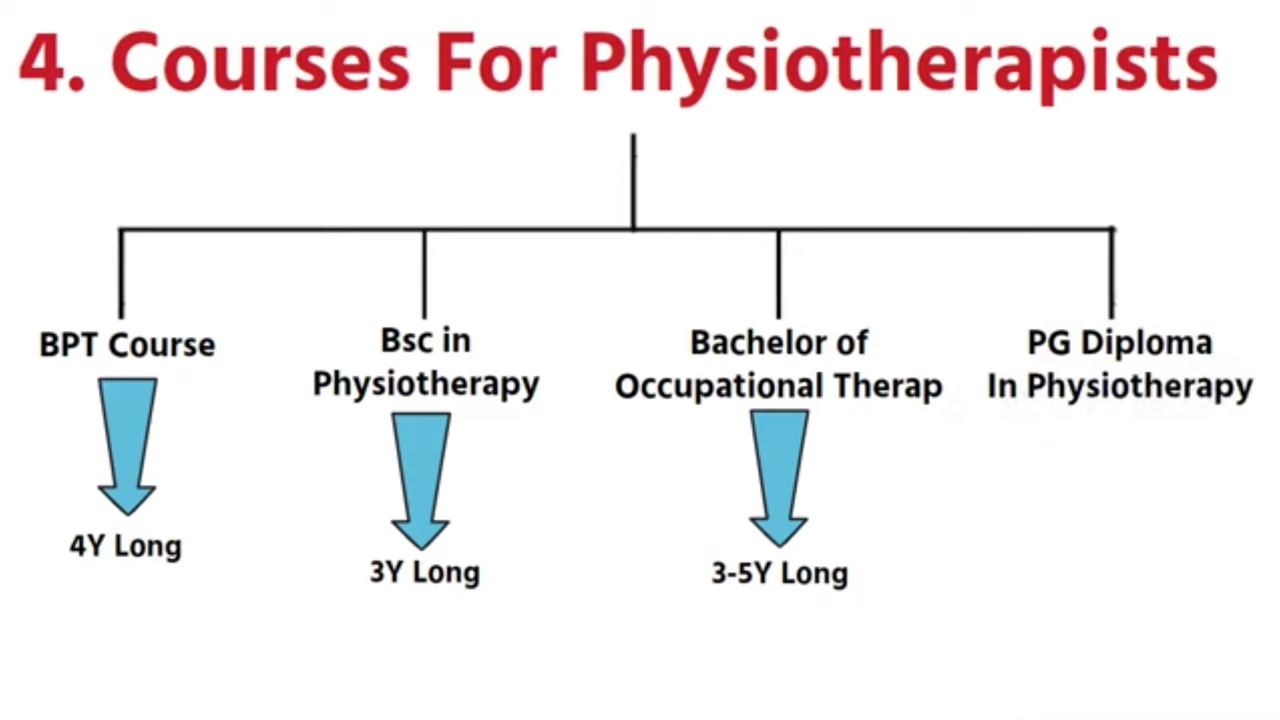 4. Courses For Physiotherapists
BPT Course
4Y Long
Bsc in
Physiotherapy
3Y Long
Bachelor of
Occupational Therap
3-5Y Long
PG Diploma
In Physiotherapy